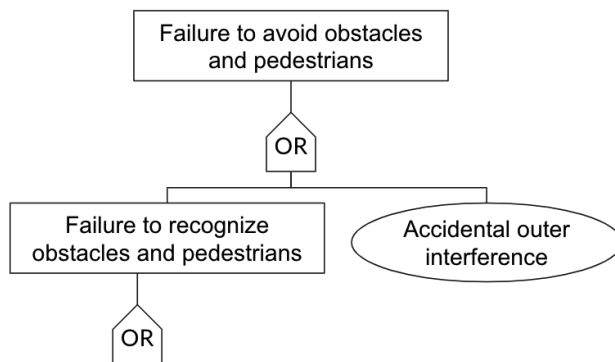 Failure to avoid obstacles
and pedestrians
OR
Failure to recognize
obstacles and pedestrians
Accidental outer
interference
OR